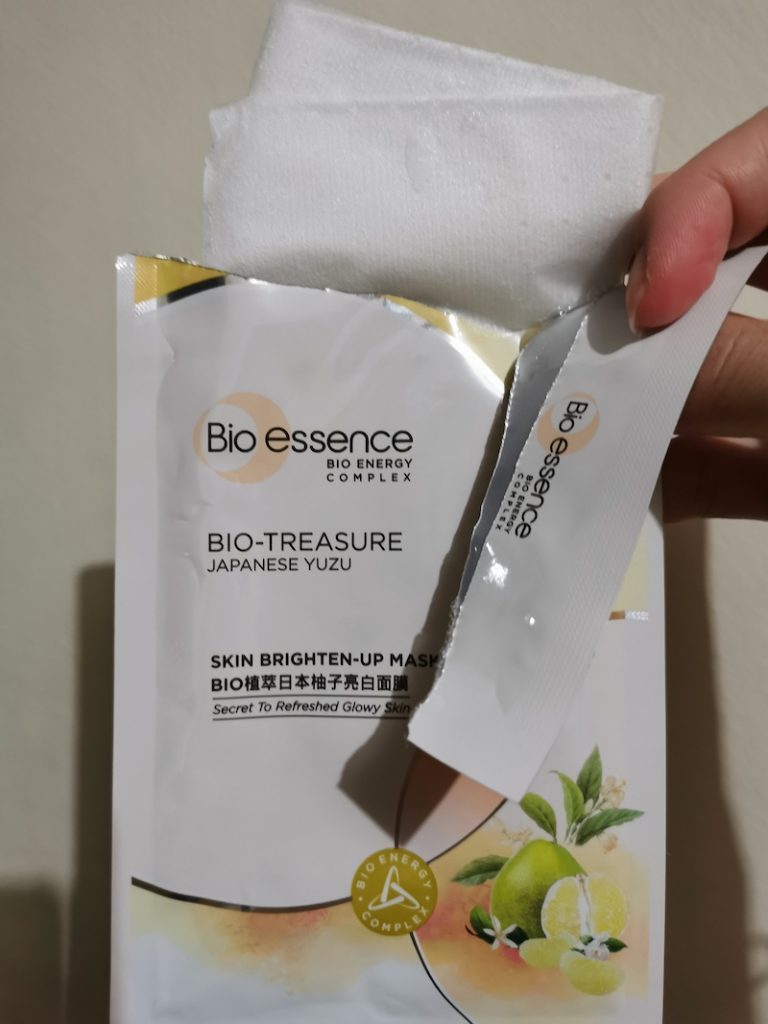 Bio essence
BIO ENERGY
COMPLEX
BIO-TREASURE
JAPANESE YUZU
SKIN BRIGHTEN-UP MASK
BIO植萃日本柚子亮白面膜
Secret To Refreshed Glowy Skin
Bio essence
BIO ENERGY
COMPLEX
BIO ENERGY
COMPLEX